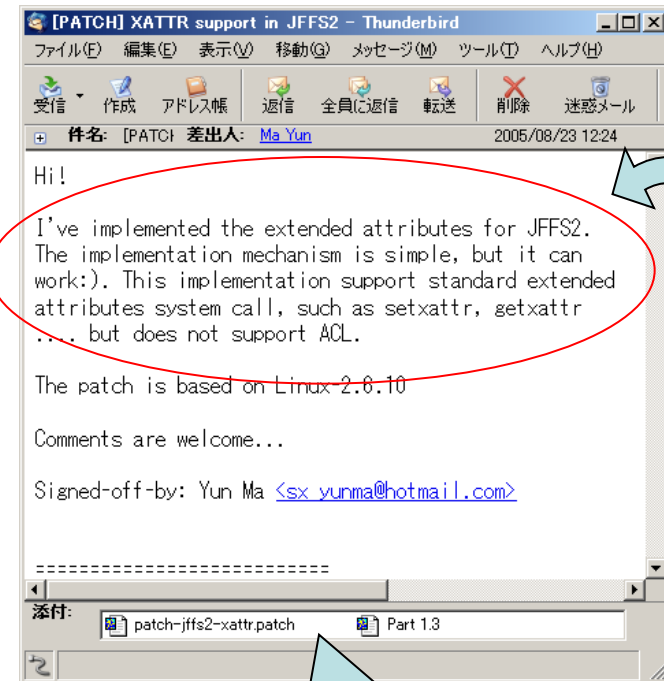 [PATCH] XATTR support in JFFS2 - Thunderbird
ファイル(F) 編集(E) 表示(V) 移動(G) メッセージ(M) ツール(T) ヘルプ(H)
受信 作成 アドレス帳 返信 全員に返信 転送 削除 迷惑メール
件名: [PATCH 差出人: Ma Yun 2005/08/23 12:24
Hi!
I've implemented the extended attributes for JFFS2.
The implementation mechanism is simple, but it can
work:). This implementation support standard extended
attributes system call, such as setxattr, getxattr
.... but does not support ACL.
The patch is based on Linux-2.6.10
Comments are welcome...
Signed-off-by: Yun Ma <sx_yunma@hotmail.com>
===========================
添付:
patch-jffs2-xattr.patch Part 1.3